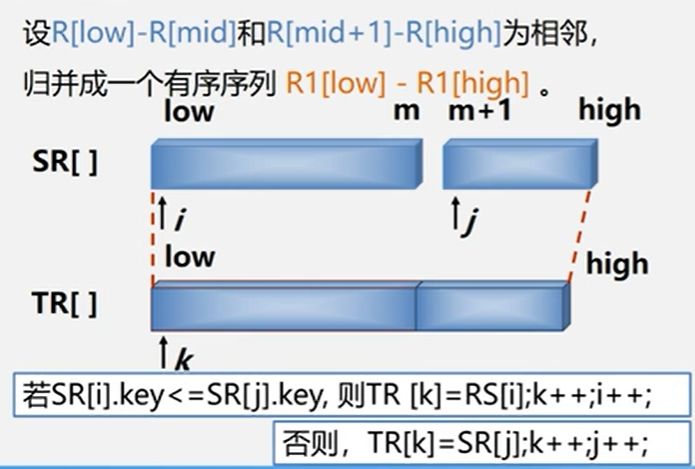 设R[low]-R[mid]和R[mid+1]-R[high]为相邻，
归并成一个有序序列 R1[low] - R1[high] 。
low m m+1 high
SR[ ]
i j
low high
TR[ ]
k
若SR[i].key<=SR[j].key, 则TR [k]=RS[i];k++;i++;
否则，TR[k]=SR[j];k++;j++;